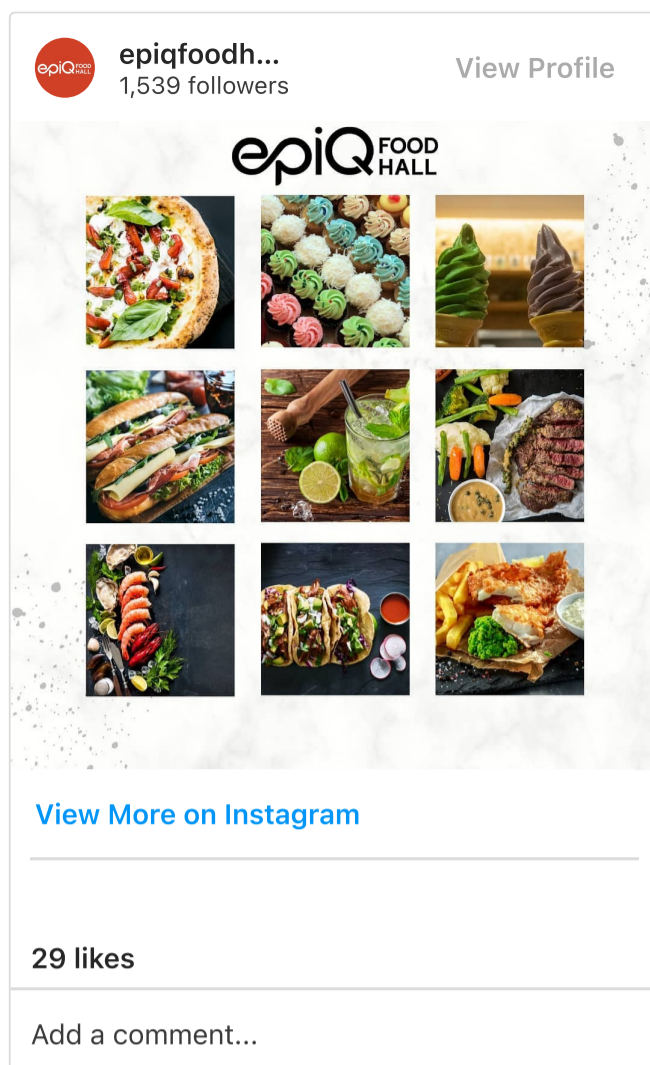 epiQ FOOD HALL
epiqfoodh...
1,539 followers
View Profile
epiQ FOOD
HALL
View More on Instagram
29 likes
Add a comment...